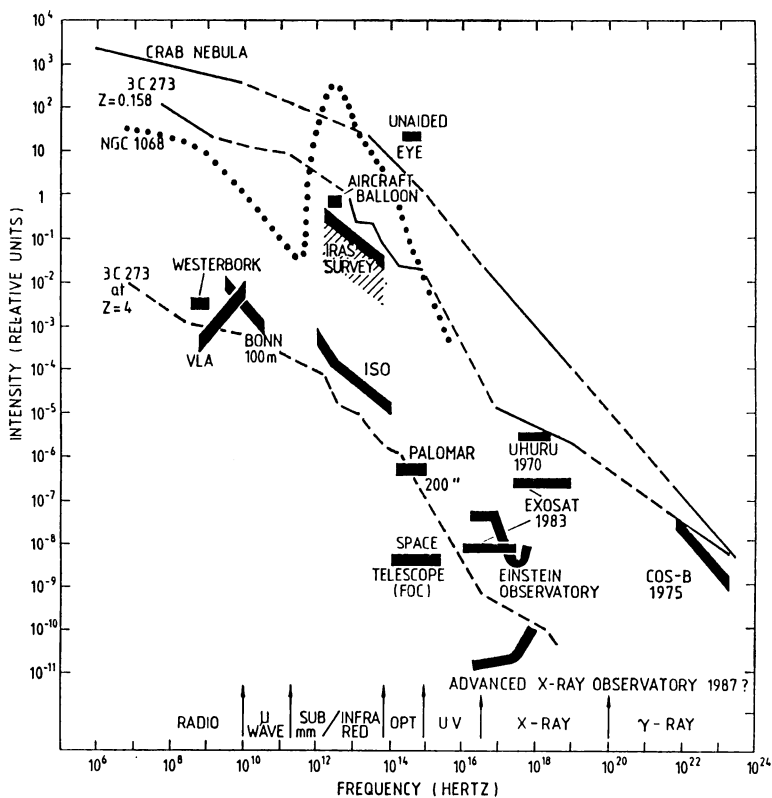 10⁴
10³
10²
10
1
10⁻¹
10⁻²
10⁻³
10⁻⁴
10⁻⁵
10⁻⁶
10⁻⁷
10⁻⁸
10⁻⁹
10⁻¹⁰
10⁻¹¹
INTENSITY (RELATIVE UNITS)
CRAB NEBULA
3C 273
Z=0.158
NGC 1068
UNAIDED
EYE
AIRCRAFT
BALLOON
IRAS
SURVEY
3C 273
at
Z=4
WESTERBORK
VLA
BONN
100m
ISO
PALOMAR
200"
UHURU
1970
EXOSAT
1983
SPACE
TELESCOPE
(FOC)
EINSTEIN
OBSERVATORY
COS-B
1975
ADVANCED X-RAY OBSERVATORY 1987?
RADIO
μ
WAVE
SUB
mm
/INFRA
RED
OPT
UV
X-RAY
γ-RAY
10⁶ 10⁸ 10¹⁰ 10¹² 10¹⁴ 10¹⁶ 10¹⁸ 10²⁰ 10²² 10²⁴
FREQUENCY (HERTZ)